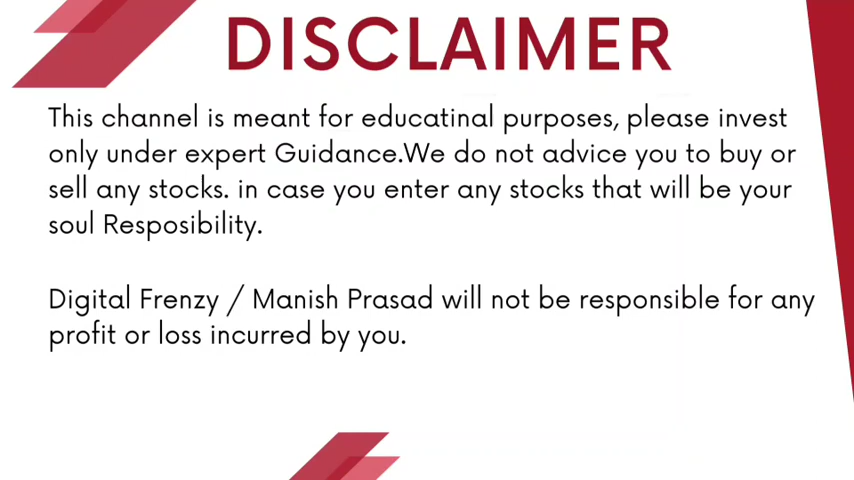 DISCLAIMER
This channel is meant for educatinal purposes, please invest
only under expert Guidance.We do not advice you to buy or
sell any stocks. in case you enter any stocks that will be your
soul Resposibility.
Digital Frenzy / Manish Prasad will not be responsible for any
profit or loss incurred by you.